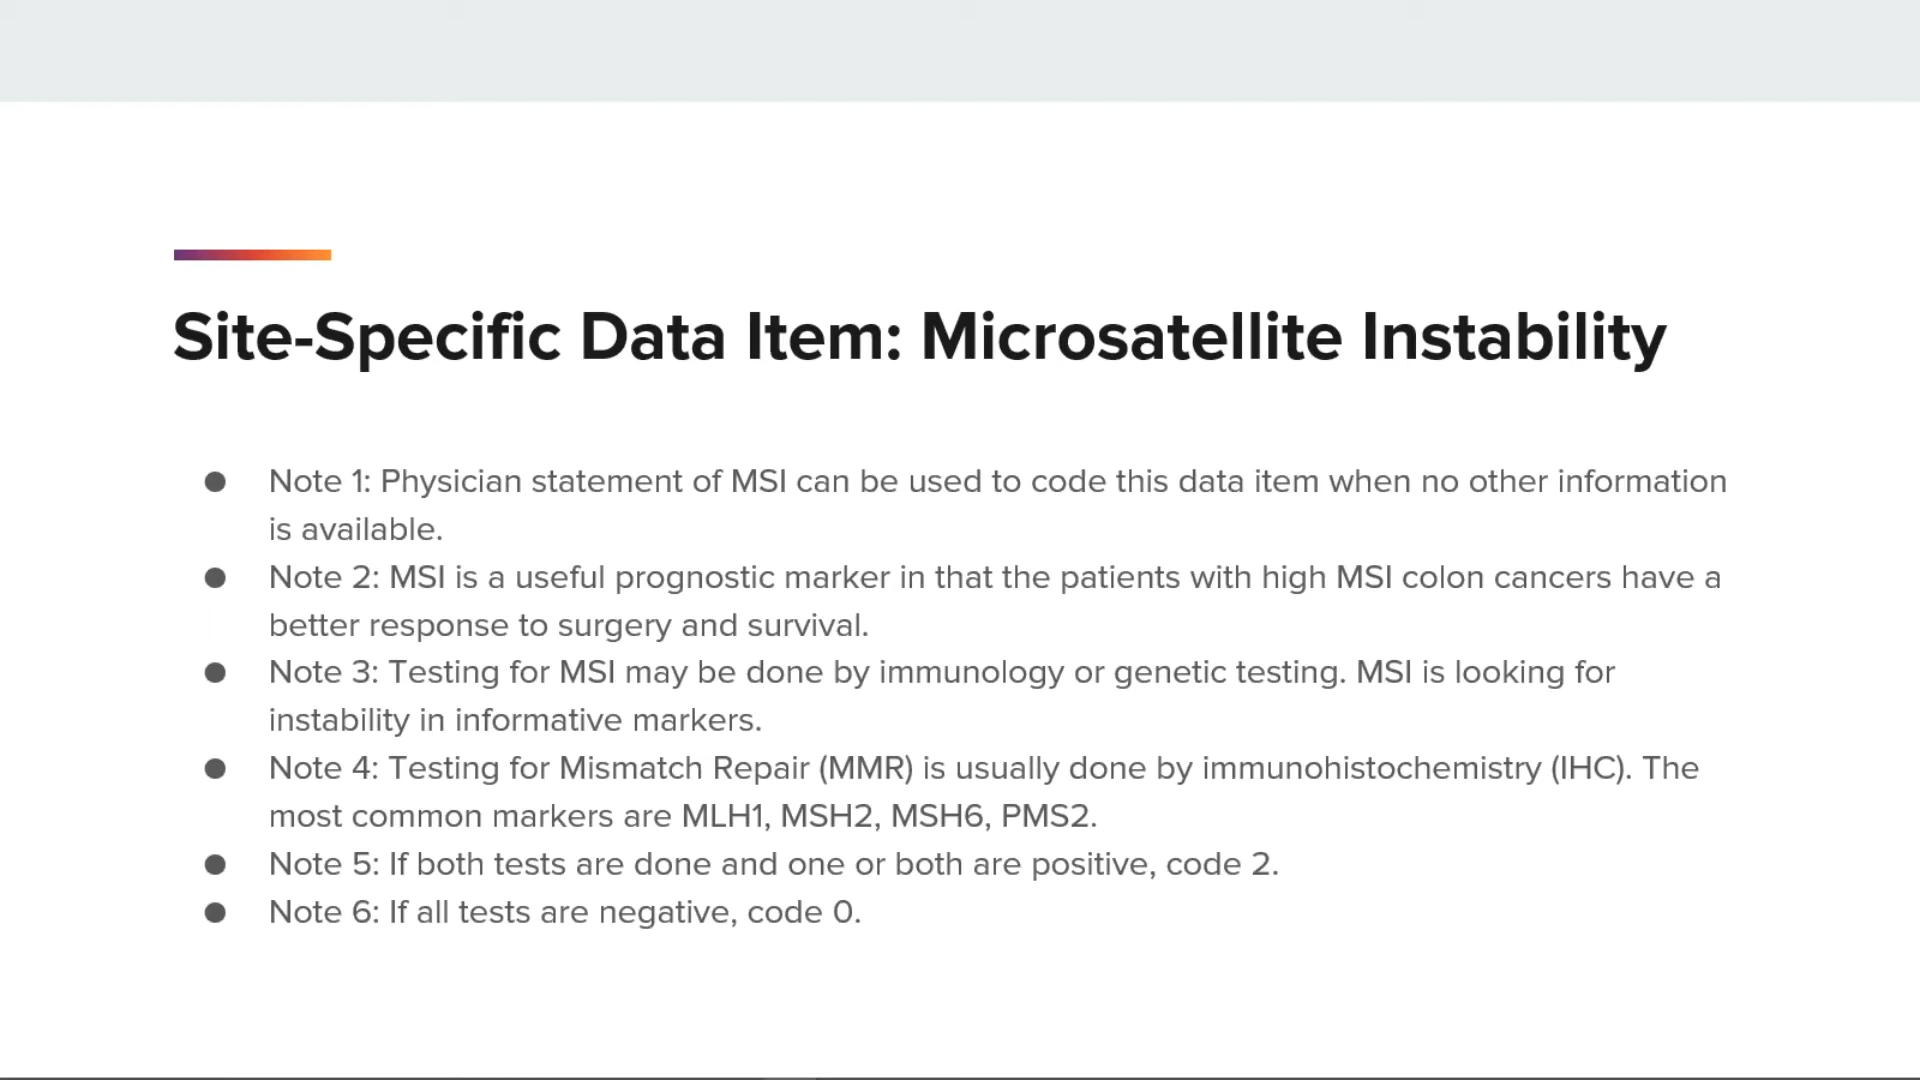 Site-Specific Data Item: Microsatellite Instability
● Note 1: Physician statement of MSI can be used to code this data item when no other information
is available.
● Note 2: MSI is a useful prognostic marker in that the patients with high MSI colon cancers have a
better response to surgery and survival.
● Note 3: Testing for MSI may be done by immunology or genetic testing. MSI is looking for
instability in informative markers.
● Note 4: Testing for Mismatch Repair (MMR) is usually done by immunohistochemistry (IHC). The
most common markers are MLH1, MSH2, MSH6, PMS2.
● Note 5: If both tests are done and one or both are positive, code 2.
● Note 6: If all tests are negative, code 0.